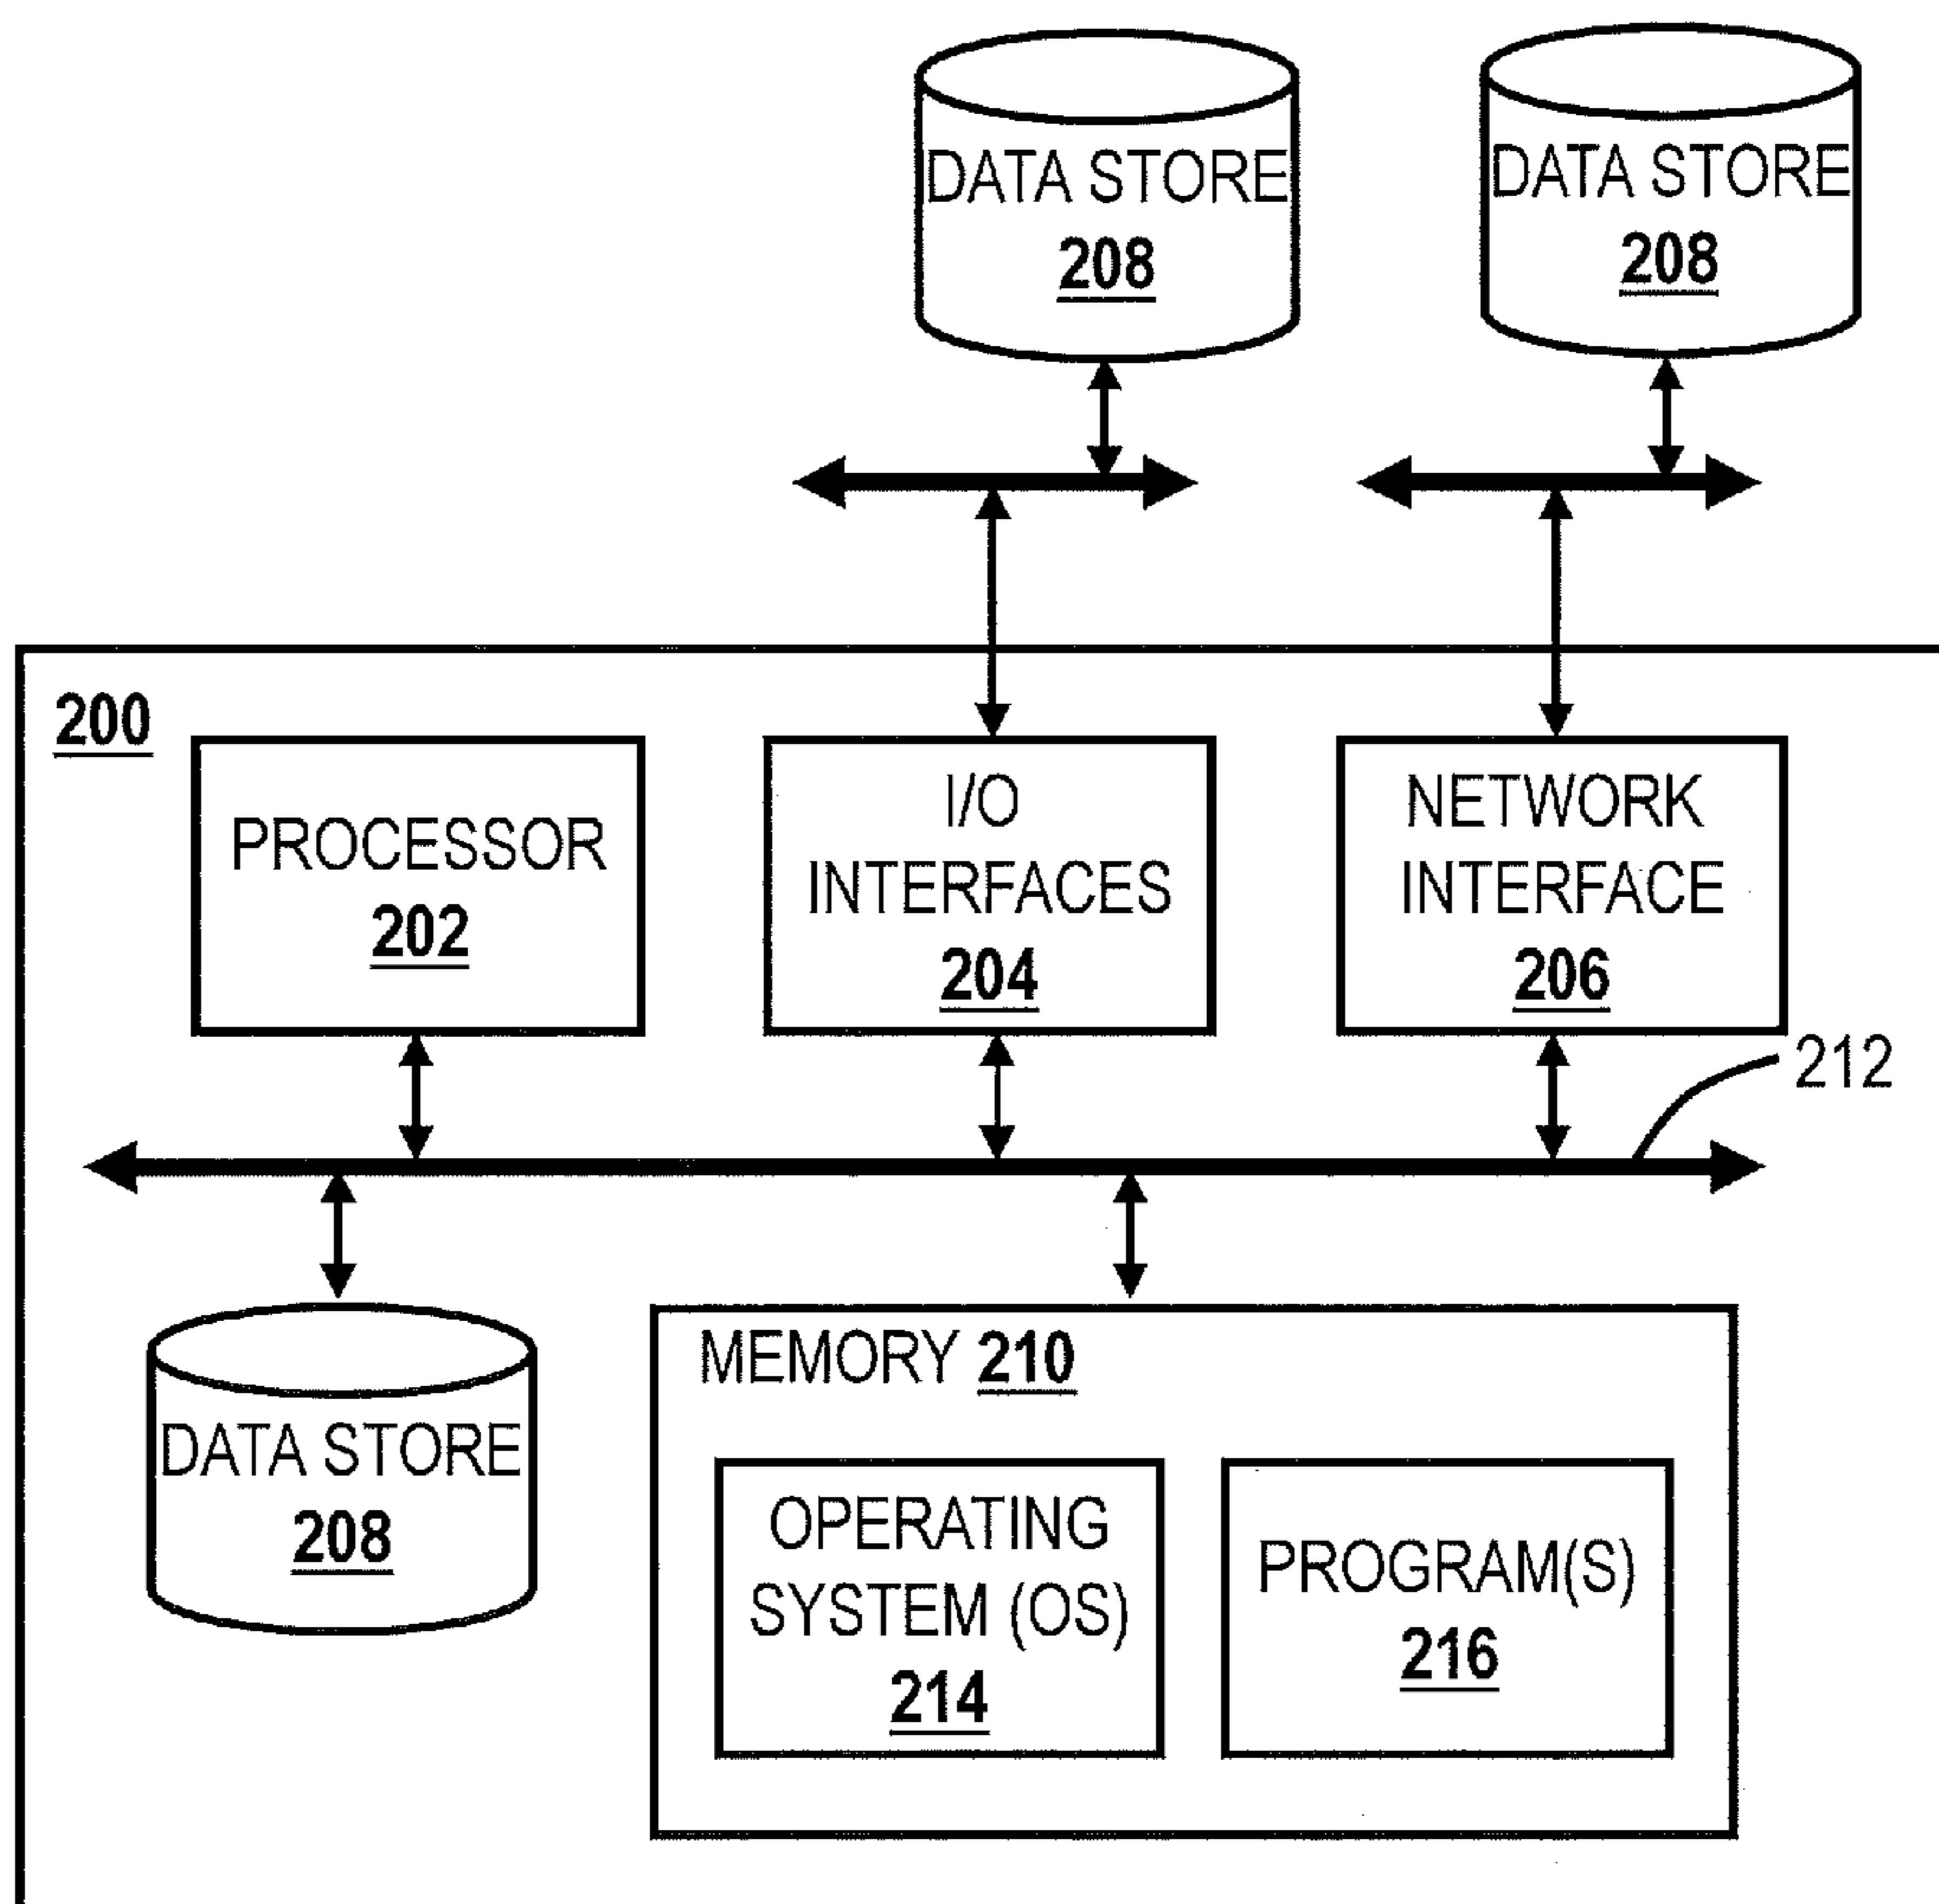 DATA STORE
208
DATA STORE
208
200
PROCESSOR
202
I/O
INTERFACES
204
NETWORK
INTERFACE
206
212
DATA STORE
208
MEMORY 210
OPERATING
SYSTEM (OS)
214
PROGRAM(S)
216